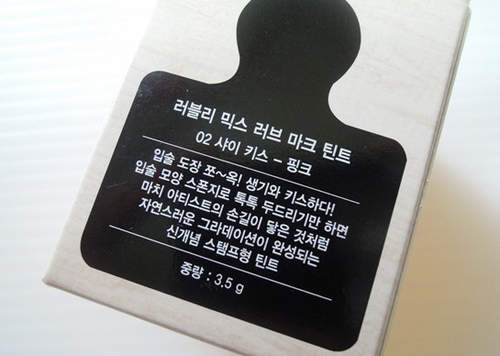 러블리 믹스 러브 마크 틴트
02 샤이 키스 - 핑크
입술 도장 쪼~옥! 생기와 키스하다!
입술 모양 스폰지로 톡톡 두드리기만 하면
마치 아티스트의 손길이 닿은 것처럼
자연스러운 그라데이션이 완성되는
신개념 스탬프형 틴트
중량 : 3.5 g